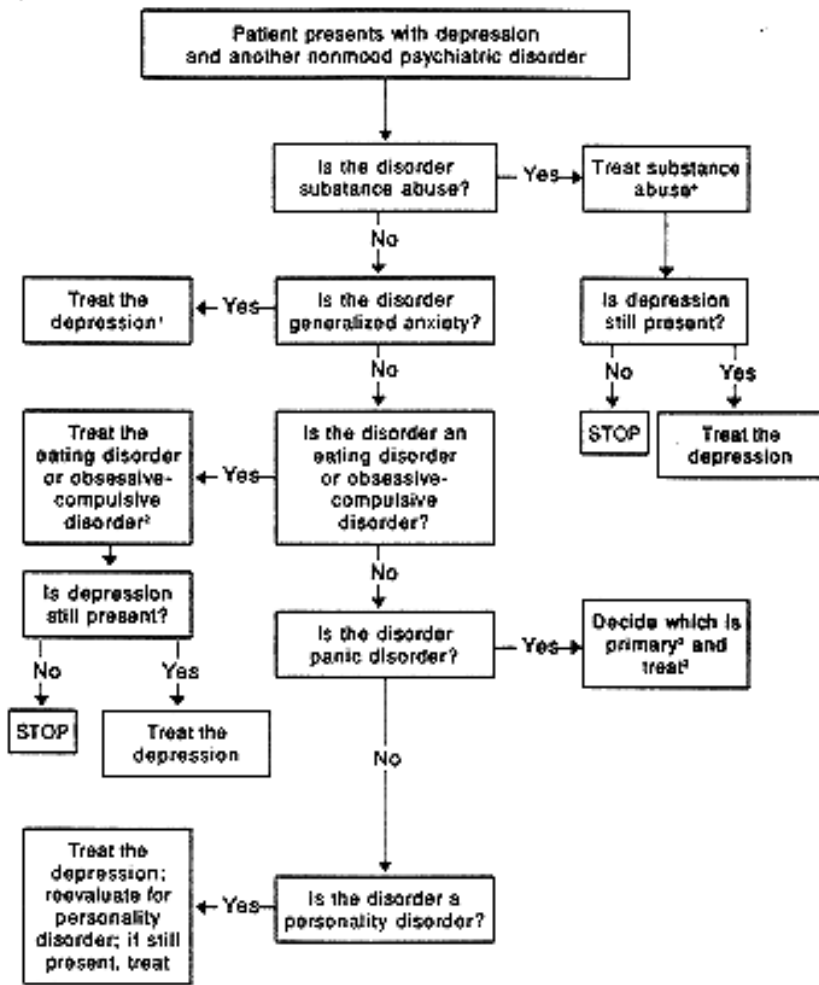 Patient presents with depression
and another nonmood psychiatric disorder
Is the disorder
substance abuse?
Yes
Treat substance
abuse⁺
No
Treat the
depression¹
Yes
Is the disorder
generalized anxiety?
Is depression
still present?
No
No
Yes
STOP
Treat the
depression
Treat the
eating disorder
or obsessive-
compulsive
disorder²
Yes
Is the disorder an
eating disorder
or obsessive-
compulsive
disorder?
No
Is depression
still present?
No
Yes
STOP
Treat the
depression
Is the disorder
panic disorder?
Yes
Decide which is
primary³ and
treat²
No
Treat the
depression;
reevaluate for
personality
disorder; if still
present, treat
Yes
Is the disorder a
personality disorder?